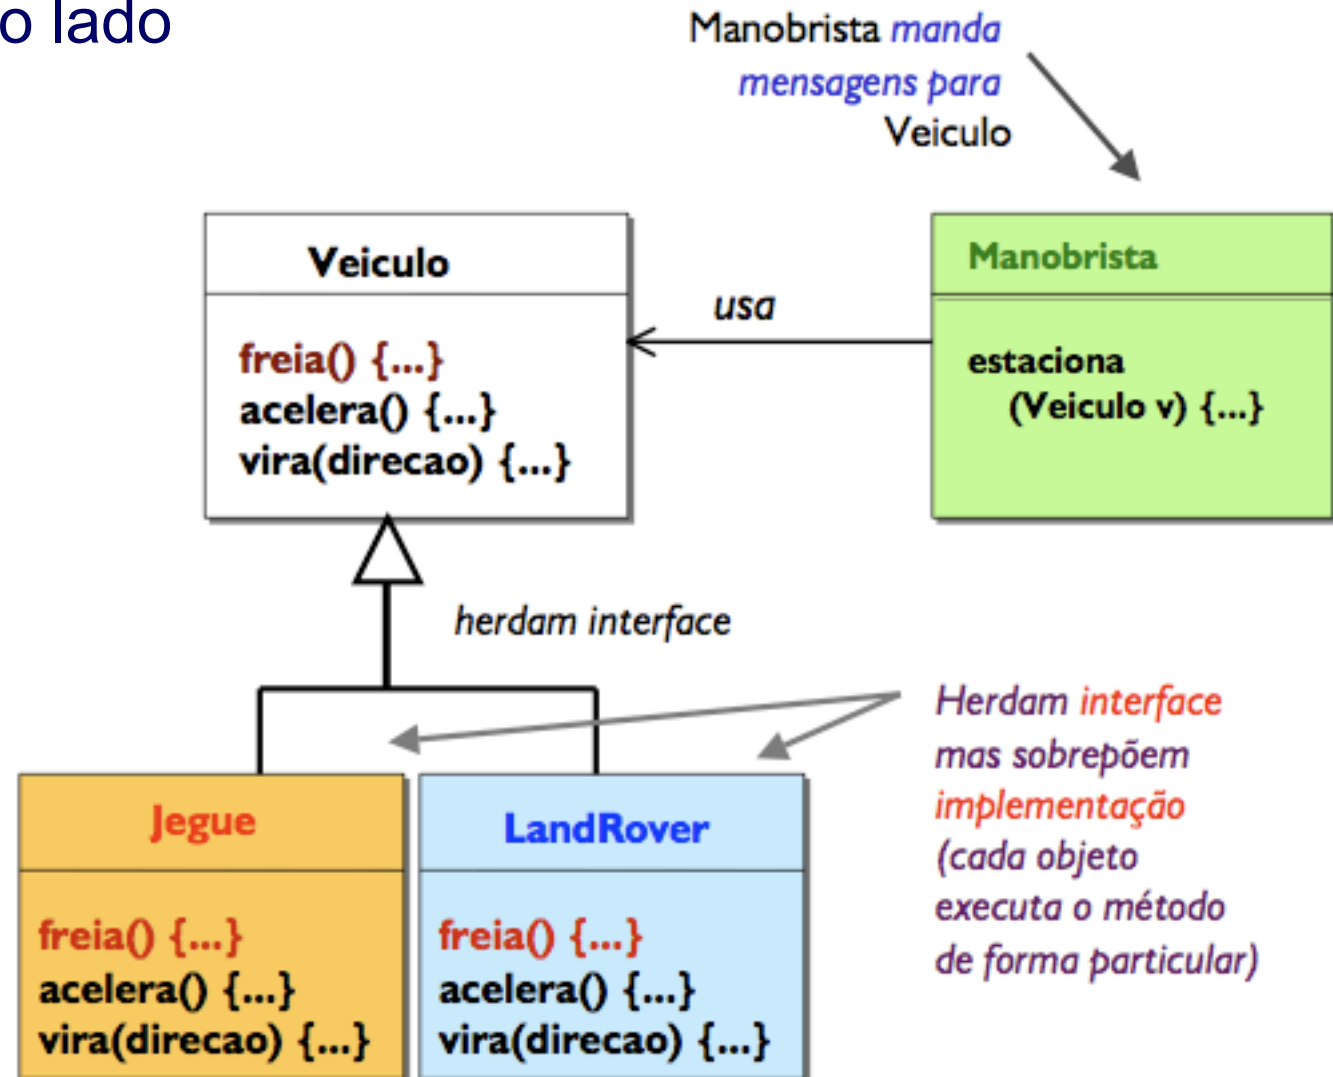 o lado
Manobrista manda
mensagens para
Veiculo
Veiculo
freia() {...}
acelera() {...}
vira(direcao) {...}
usa
Manobrista
estaciona
(Veiculo v) {...}
herdam interface
Herdam interface
mas sobrepõem
implementação
(cada objeto
executa o método
de forma particular)
Jegue
freia() {...}
acelera() {...}
vira(direcao) {...}
LandRover
freia() {...}
acelera() {...}
vira(direcao) {...}